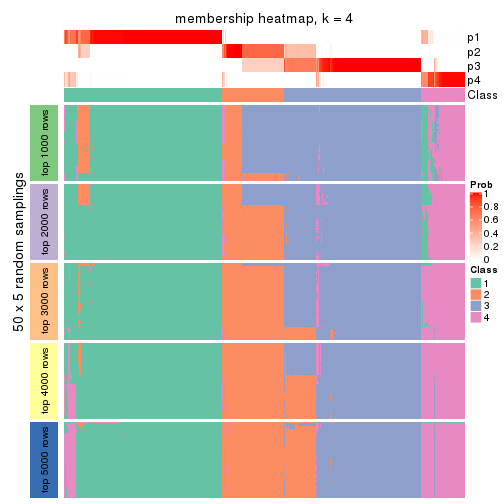 membership heatmap, k = 4
p1
p2
p3
p4
Class
50 x 5 random samplings
top 1000 rows
top 2000 rows
top 3000 rows
top 4000 rows
top 5000 rows
Prob
1
0.8
0.6
0.4
0.2
0
Class
1
2
3
4